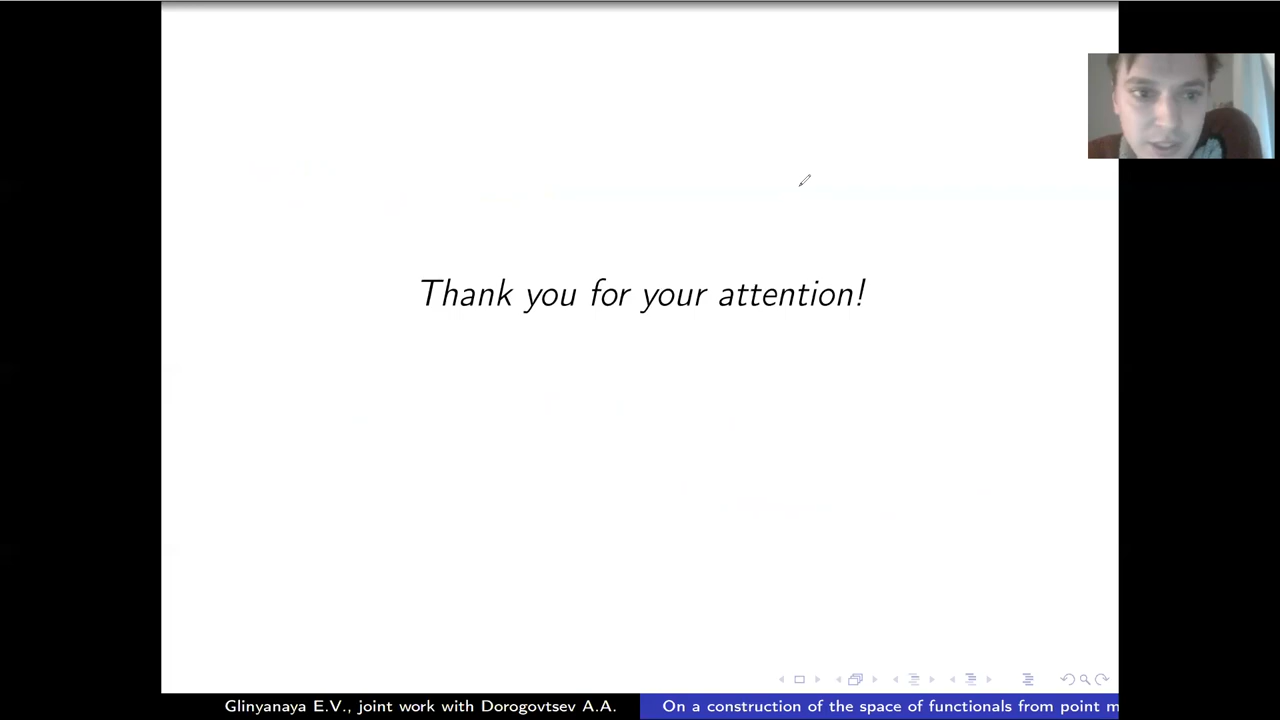 Thank you for your attention!
Glinyanaya E.V., joint work with Dorogovtsev A.A.
On a construction of the space of functionals from point m